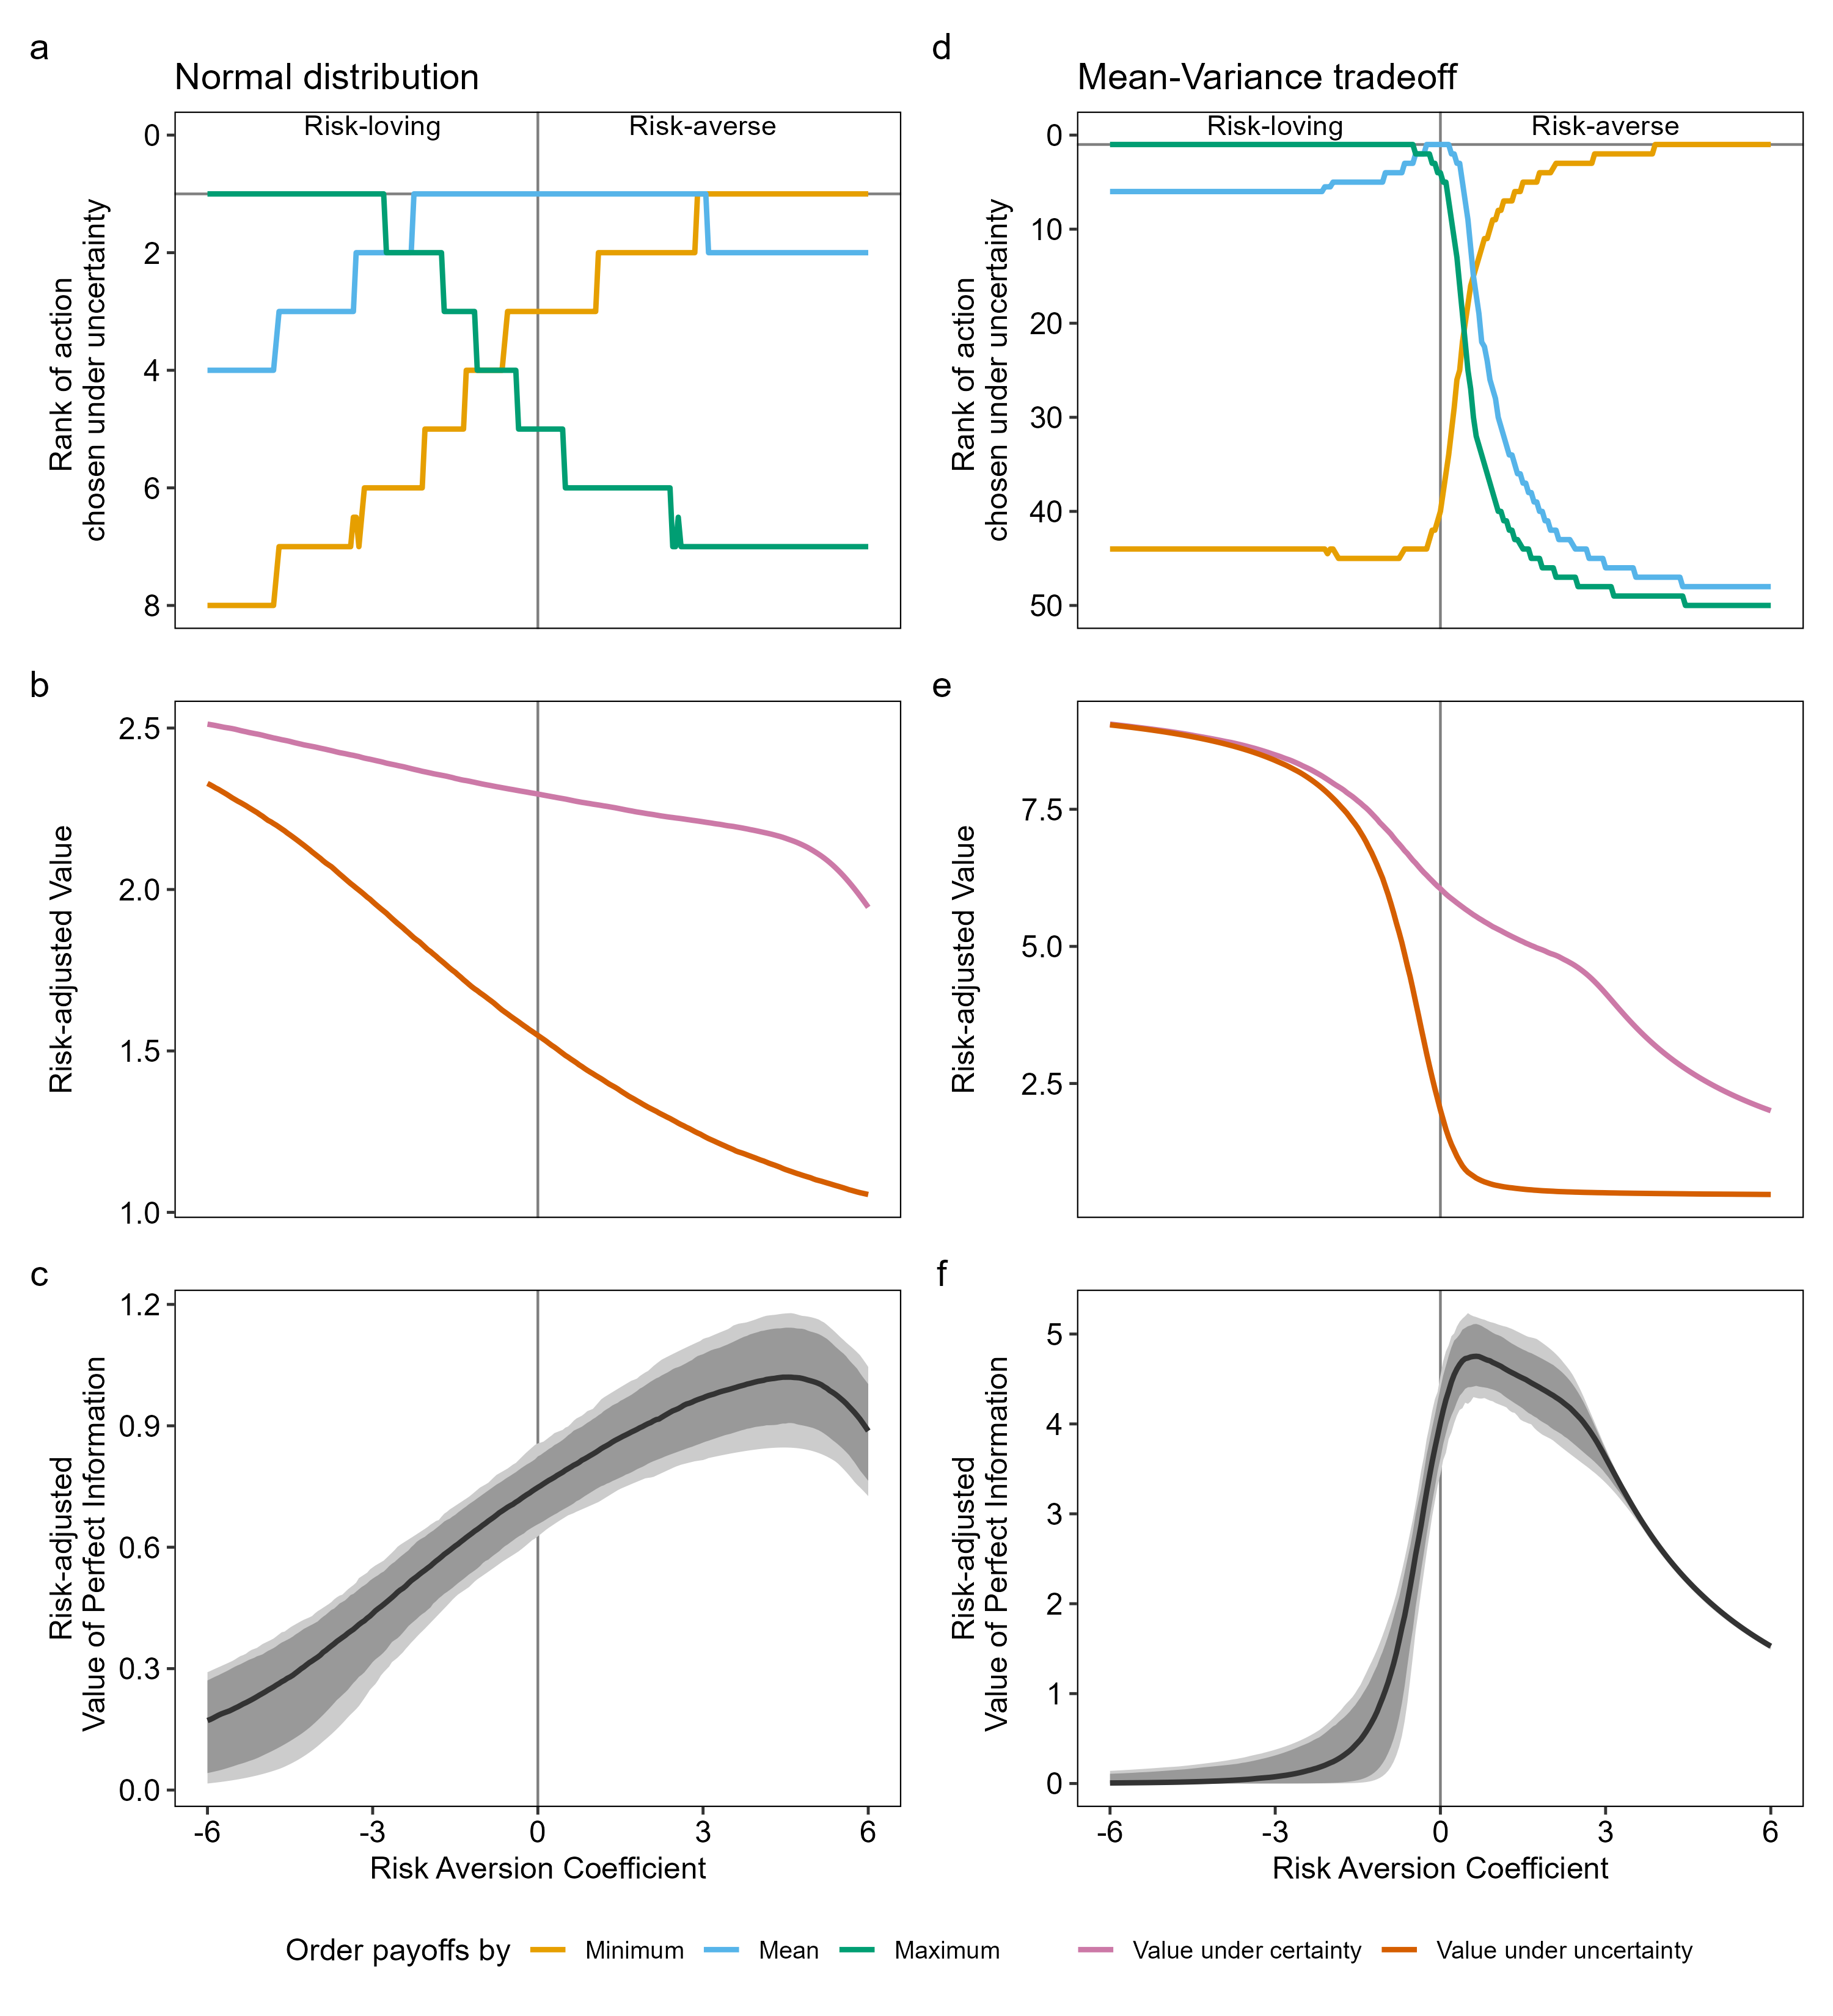 a
Normal distribution
Risk-loving
Risk-averse
0
2
4
6
8
Rank of action
chosen under uncertainty
b
2.5
2.0
1.5
1.0
Risk-adjusted Value
c
1.2
0.9
0.6
0.3
0.0
Risk-adjusted
Value of Perfect Information
-6
-3
0
3
6
Risk Aversion Coefficient
d
Mean-Variance tradeoff
Risk-loving
Risk-averse
0
10
20
30
40
50
Rank of action
chosen under uncertainty
e
7.5
5.0
2.5
Risk-adjusted Value
f
5
4
3
2
1
0
Risk-adjusted
Value of Perfect Information
-6
-3
0
3
6
Risk Aversion Coefficient
Order payoffs by
Minimum
Mean
Maximum
Value under certainty
Value under uncertainty